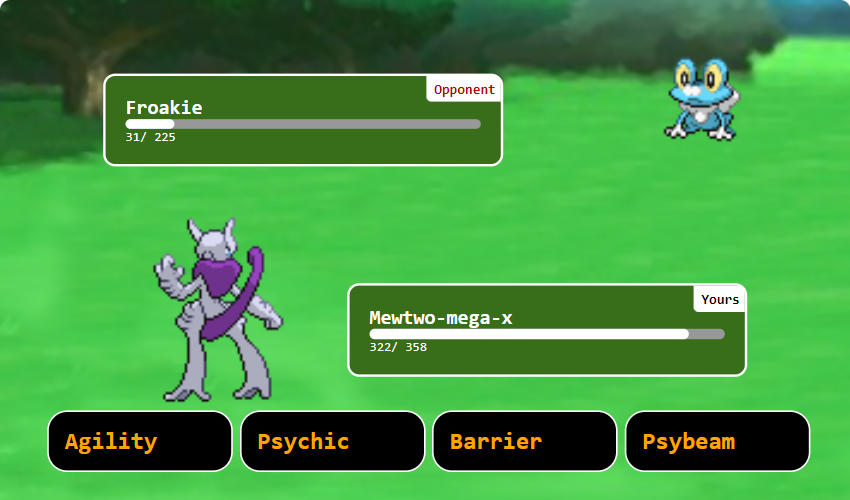 Opponent
Froakie
31/ 225
Yours
Mewtwo-mega-x
322/ 358
Agility
Psychic
Barrier
Psybeam